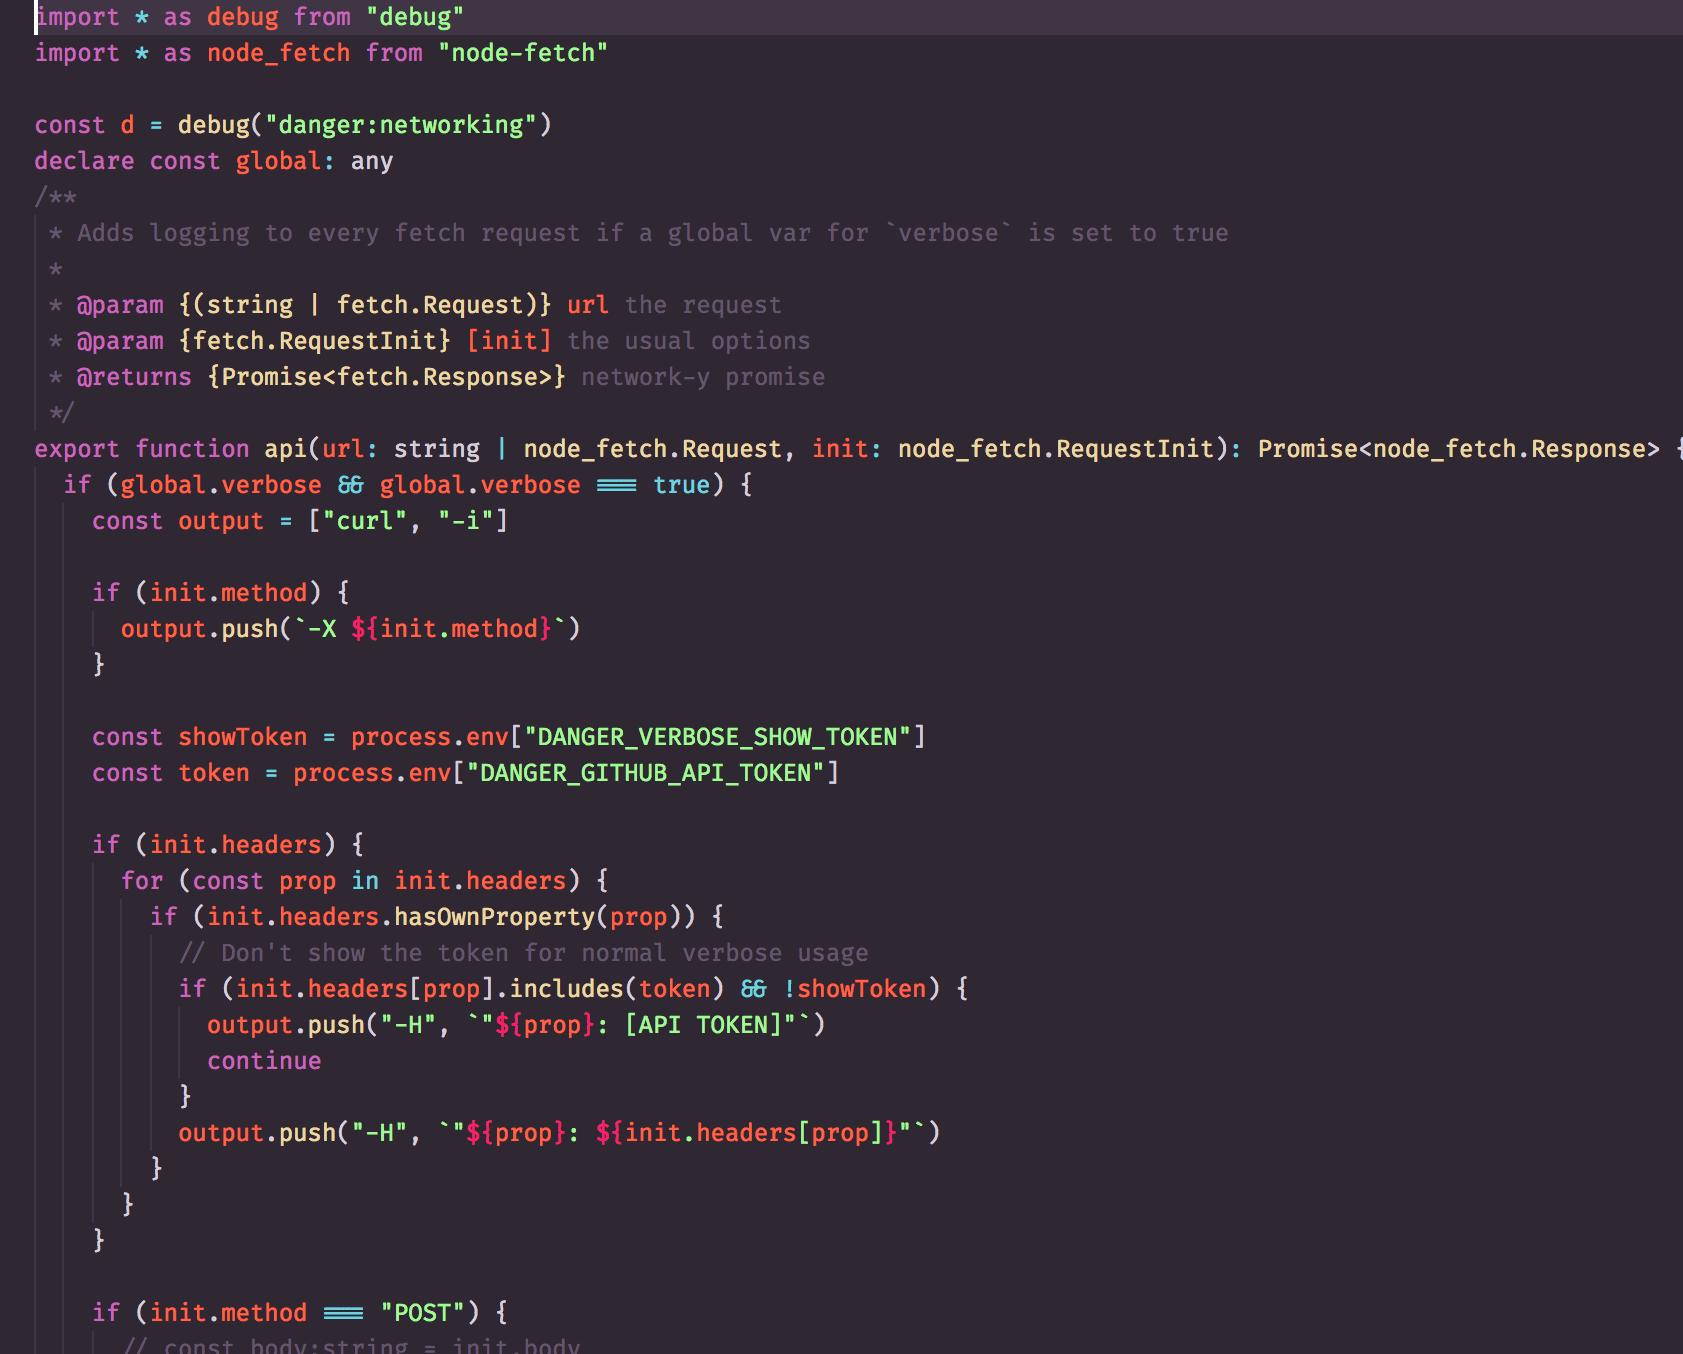 import * as debug from "debug"
import * as node_fetch from "node-fetch"

const d = debug("danger:networking")
declare const global: any
/**
 * Adds logging to every fetch request if a global var for `verbose` is set to true
 *
 * @param {(string | fetch.Request)} url the request
 * @param {fetch.RequestInit} [init] the usual options
 * @returns {Promise<fetch.Response>} network-y promise
 */
export function api(url: string | node_fetch.Request, init: node_fetch.RequestInit): Promise<node_fetch.Response> {
  if (global.verbose && global.verbose === true) {
    const output = ["curl", "-i"]

    if (init.method) {
      output.push(`-X ${init.method}`)
    }

    const showToken = process.env["DANGER_VERBOSE_SHOW_TOKEN"]
    const token = process.env["DANGER_GITHUB_API_TOKEN"]

    if (init.headers) {
      for (const prop in init.headers) {
        if (init.headers.hasOwnProperty(prop)) {
          // Don't show the token for normal verbose usage
          if (init.headers[prop].includes(token) && !showToken) {
            output.push("-H", `"${prop}: [API TOKEN]"`)
            continue
          }
          output.push("-H", `"${prop}: ${init.headers[prop]}"`)
        }
      }
    }

    if (init.method === "POST") {
      // const body:string = init.body